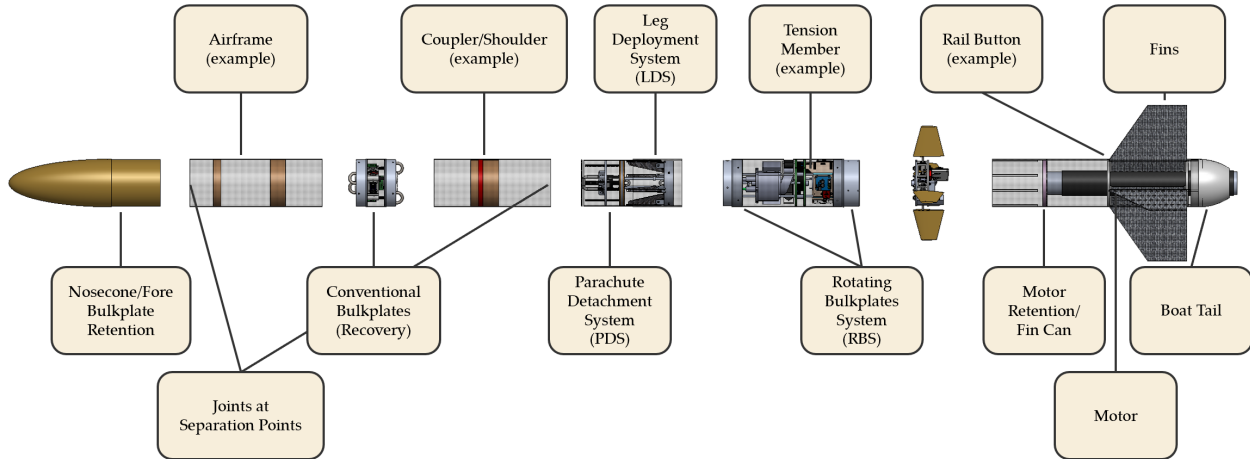 Airframe
(example)
Coupler/Shoulder
(example)
Leg
Deployment
System
(LDS)
Tension
Member
(example)
Rail Button
(example)
Fins
Nosecone/Fore
Bulkplate
Retention
Conventional
Bulkplates
(Recovery)
Parachute
Detachment
System
(PDS)
Rotating
Bulkplates
System
(RBS)
Motor
Retention/
Fin Can
Boat Tail
Joints at
Separation Points
Motor